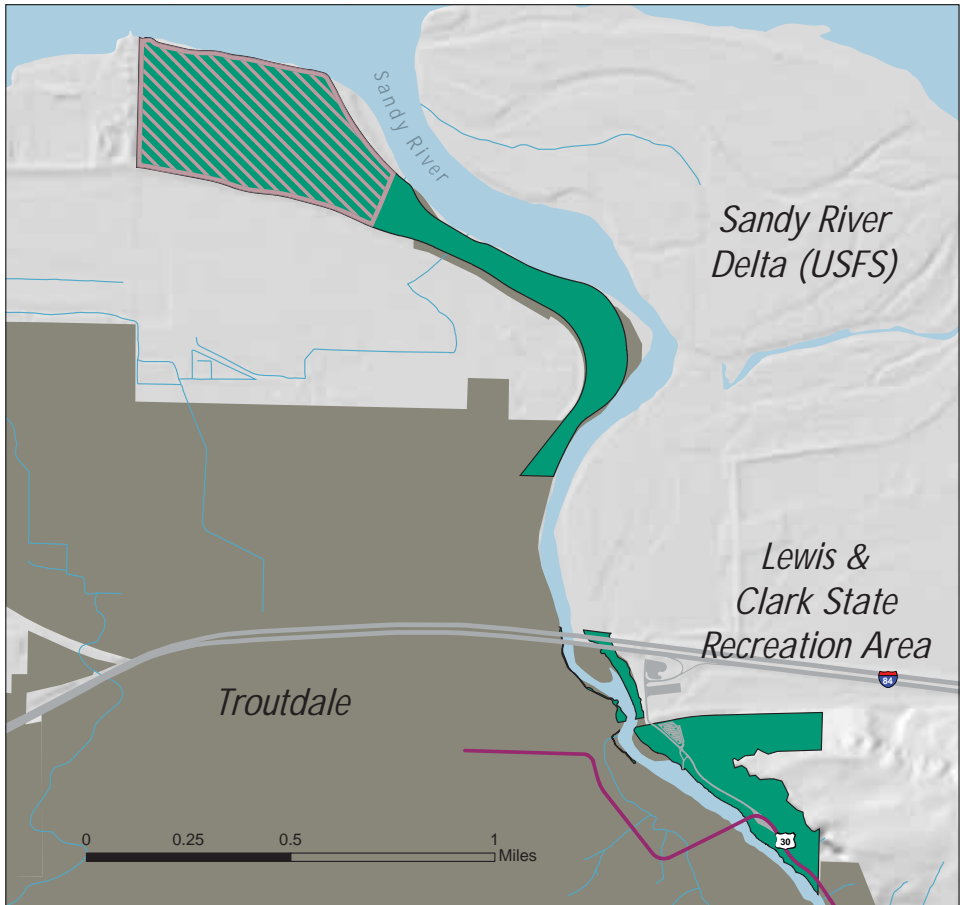 Sandy River
Sandy River
Delta (USFS)
Lewis &
Clark State
Recreation Area
84
Troutdale
30
0 0.25 0.5 1
Miles